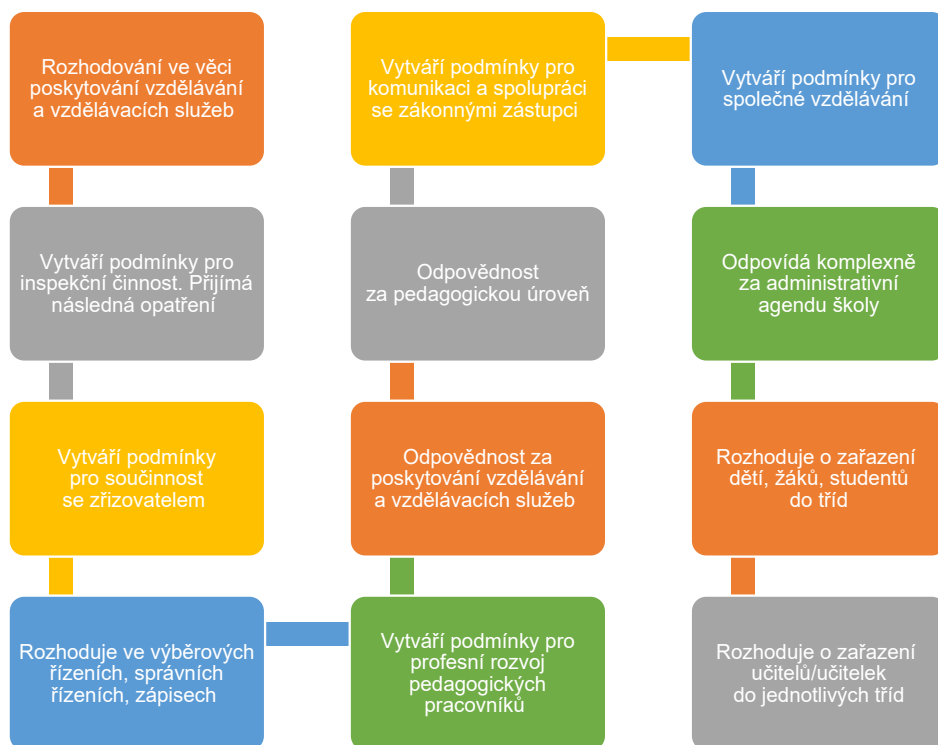 Rozhodování ve věci
poskytování vzdělávání
a vzdělávacích služeb
Vytváří podmínky pro
inspekční činnost. Přijímá
následná opatření
Vytváří podmínky
pro součinnost
se zřizovatelem
Rozhoduje ve výběrových
řízeních, správních
řízeních, zápisech
Vytváří podmínky pro
profesní rozvoj
pedagogických
pracovníků
Odpovědnost za
poskytování vzdělávání
a vzdělávacích služeb
Odpovědnost
za pedagogickou úroveň
Vytváří podmínky pro
komunikaci a spolupráci
se zákonnými zástupci
Vytváří podmínky pro
společné vzdělávání
Odpovídá komplexně
za administrativní
agendu školy
Rozhoduje o zařazení
dětí, žáků, studentů
do tříd
Rozhoduje o zařazení
učitelů/učitelek
do jednotlivých tříd